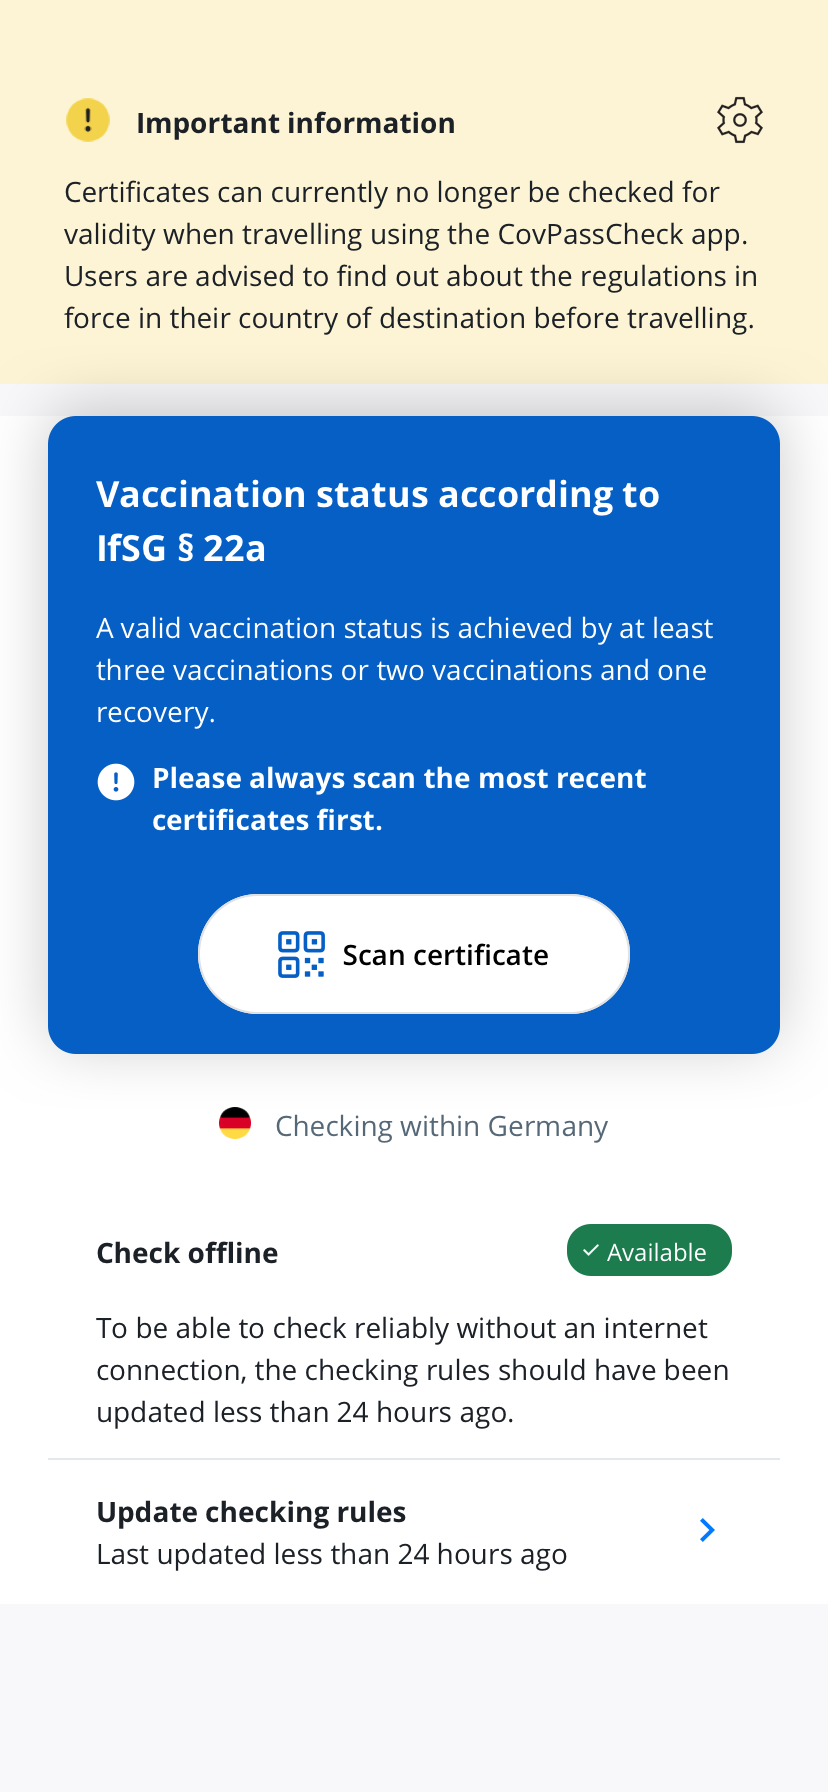 Important information
Certificates can currently no longer be checked for
validity when travelling using the CovPassCheck app.
Users are advised to find out about the regulations in
force in their country of destination before travelling.
Vaccination status according to
IfSG § 22a
A valid vaccination status is achieved by at least
three vaccinations or two vaccinations and one
recovery.
Please always scan the most recent
certificates first.
Scan certificate
Checking within Germany
Check offline
Available
To be able to check reliably without an internet
connection, the checking rules should have been
updated less than 24 hours ago.
Update checking rules
Last updated less than 24 hours ago